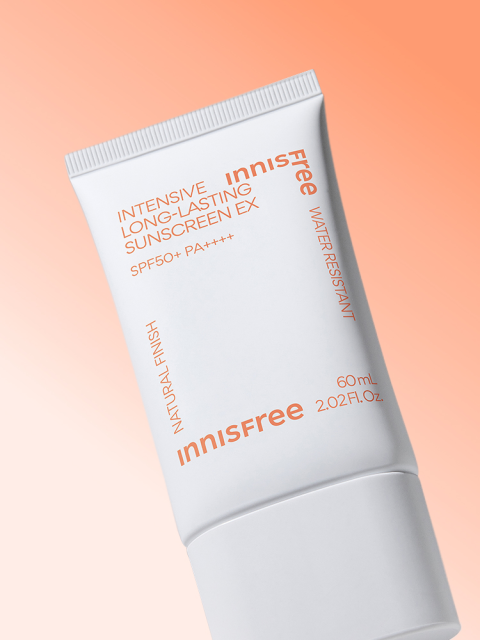 INNISFree
INTENSIVE
LONG-LASTING
SUNSCREEN EX
SPF50+ PA++++
WATER RESISTANT
NATURAL FINISH
60mL
2.02Fl.Oz
INNISFree